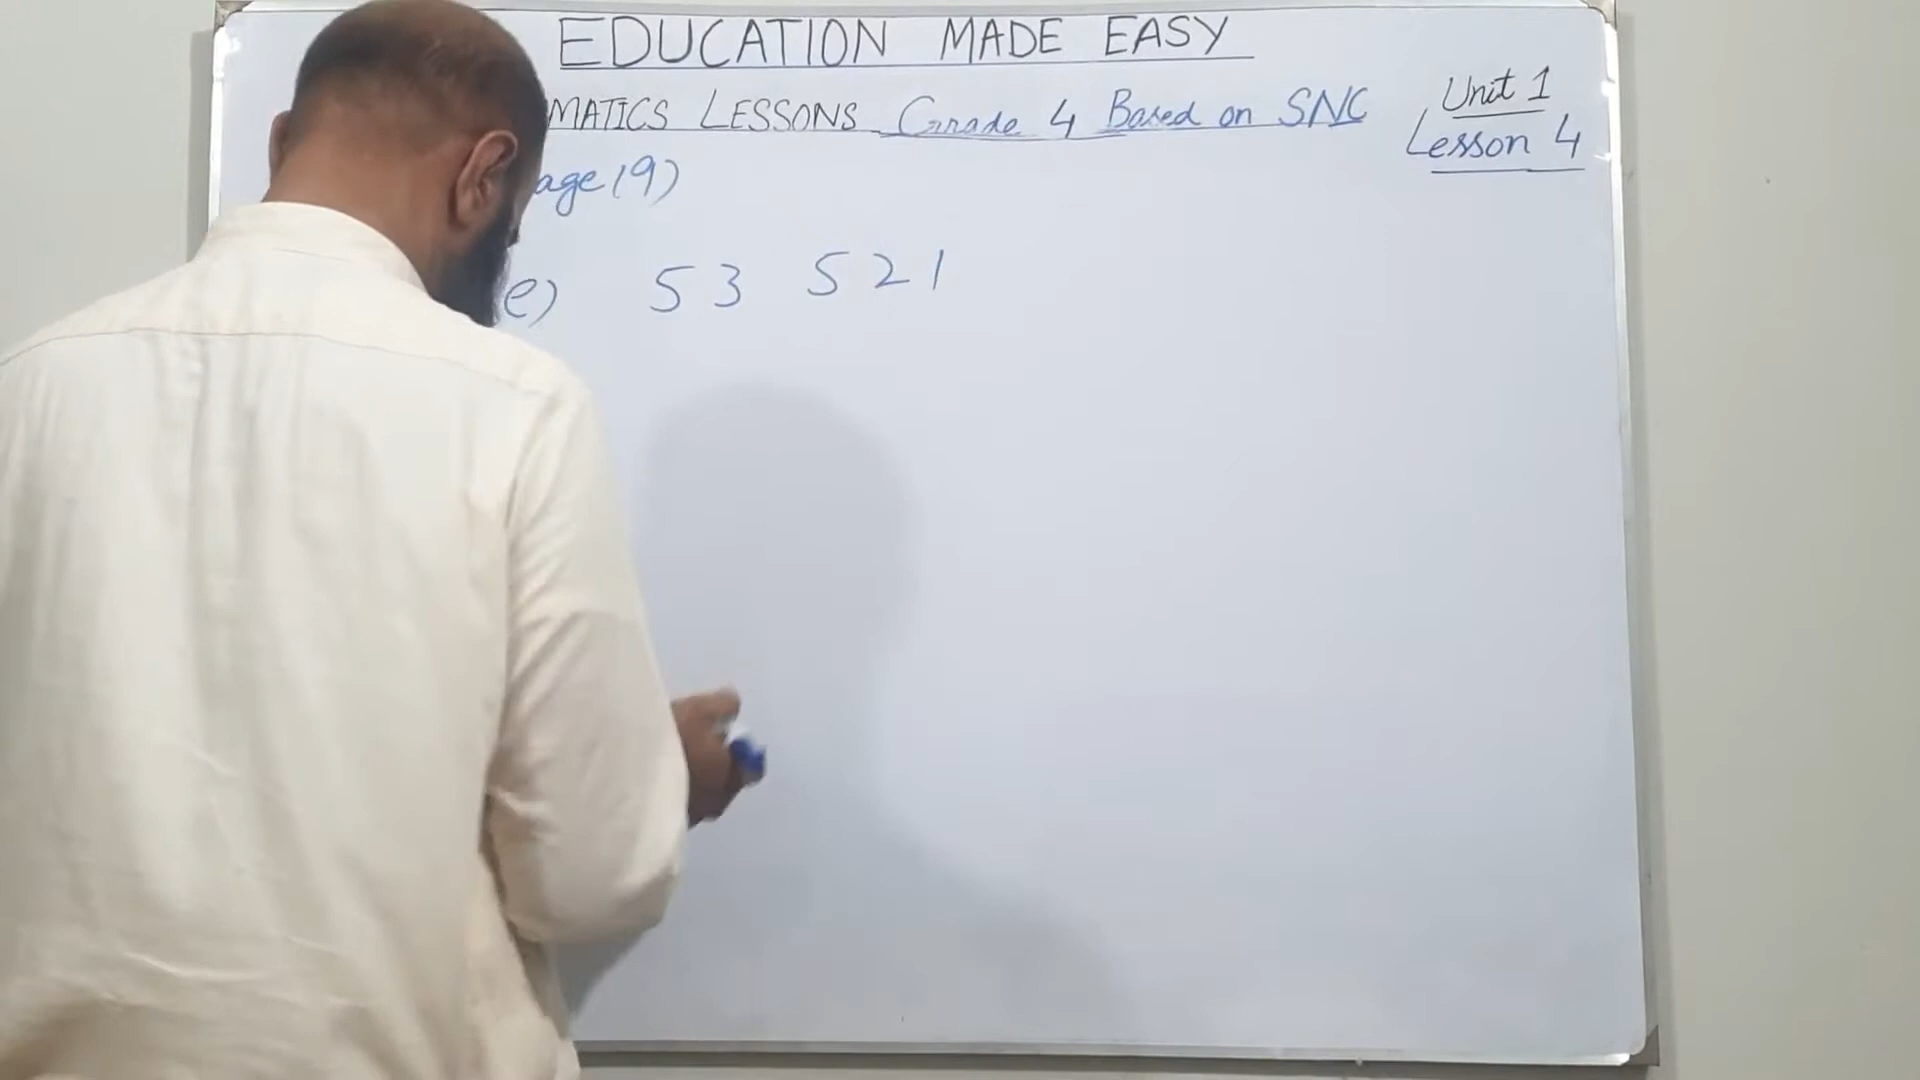 EDUCATION MADE EASY
MATICS LESSONS Grade 4 Based on SNC
Unit 1
Lesson 4
age (9)
e) 53 521